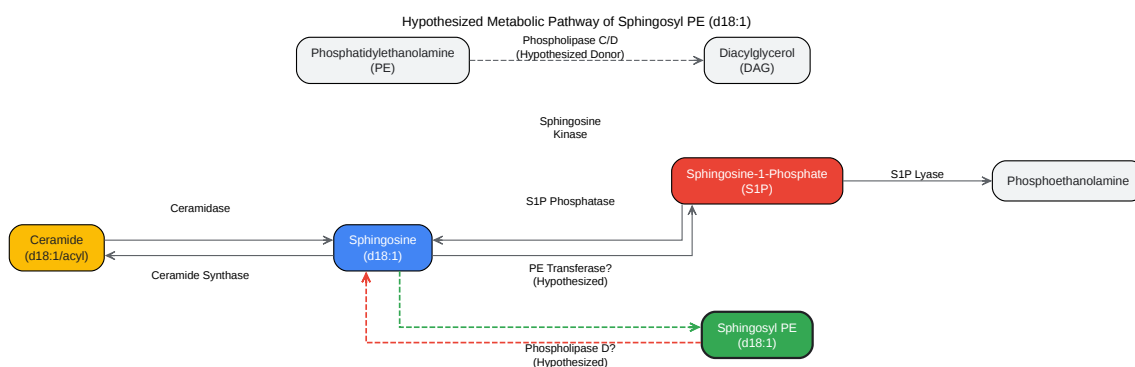 Hypothesized Metabolic Pathway of Sphingosyl PE (d18:1)
Phosphatidylethanolamine
(PE)
Phospholipase C/D
(Hypothesized Donor)
Diacylglycerol
(DAG)
Sphingosine
Kinase
Sphingosine-1-Phosphate
(S1P)
S1P Lyase
Phosphoethanolamine
Ceramidase
S1P Phosphatase
Ceramide
(d18:1/acyl)
Sphingosine
(d18:1)
Ceramide Synthase
PE Transferase?
(Hypothesized)
Sphingosyl PE
(d18:1)
Phospholipase D?
(Hypothesized)